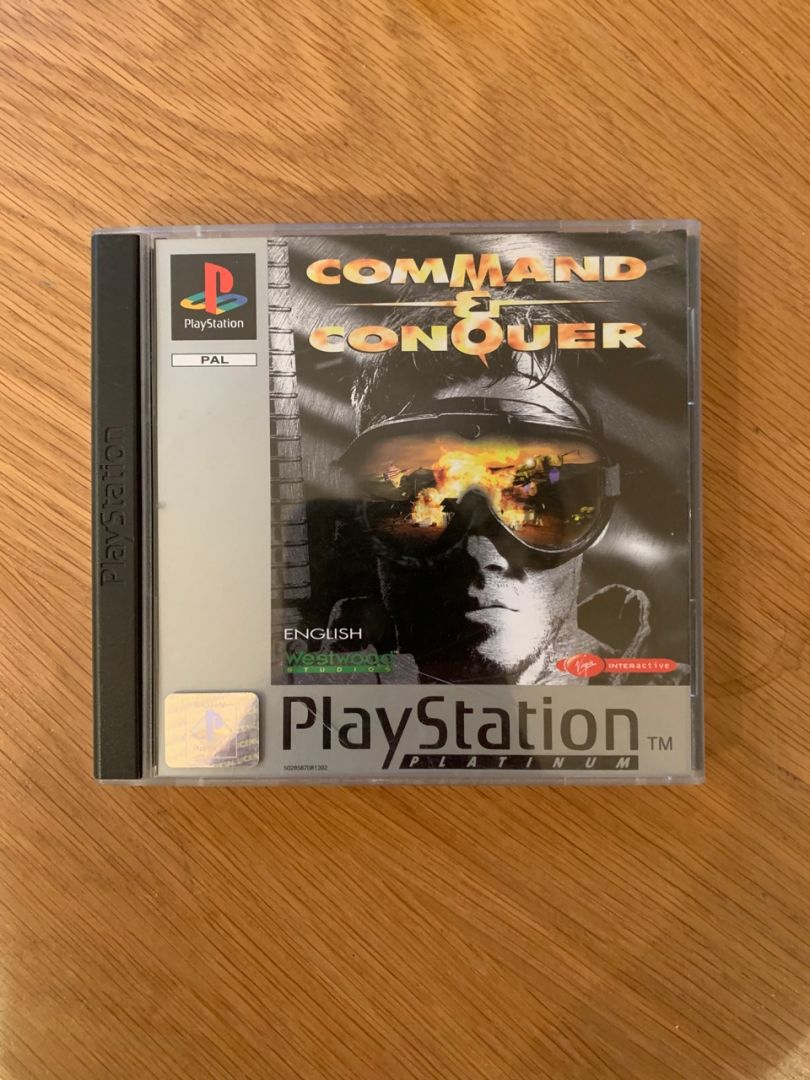 PlayStation
PlayStation
PAL
COMMAND
&
CONQUER
ENGLISH
Westwood
STUDIOS
Virgin INTERactive
PlayStation TM
PLATINUM